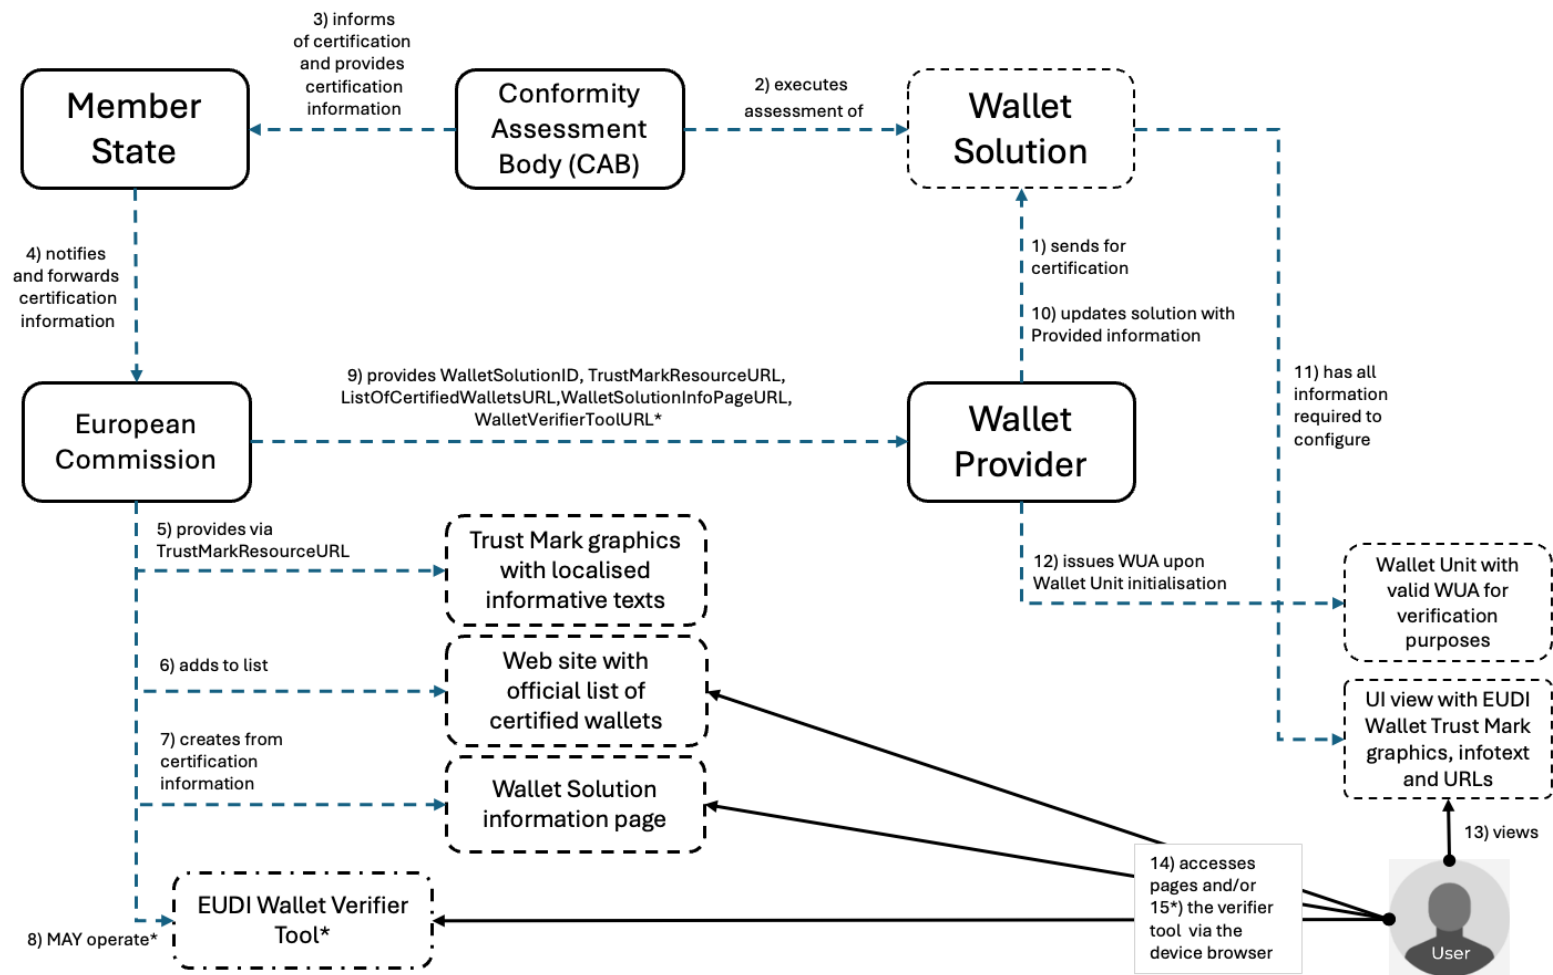 3) informs
of certification
and provides
certification
information
Member
State
Conformity
Assessment
Body (CAB)
2) executes
assessment of
Wallet
Solution
4) notifies
and forwards
certification
information
1) sends for
certification
10) updates solution with
Provided information
11) has all
information
required to
configure
European
Commission
9) provides WalletSolutionID, TrustMarkResourceURL,
ListOfCertifiedWalletsURL,WalletSolutionInfoPageURL,
WalletVerifierToolURL*
Wallet
Provider
5) provides via
TrustMarkResourceURL
Trust Mark graphics
with localised
informative texts
12) issues WUA upon
Wallet Unit initialisation
Wallet Unit with
valid WUA for
verification
purposes
6) adds to list
Web site with
official list of
certified wallets
UI view with EUDI
Wallet Trust Mark
graphics, infotext
and URLs
7) creates from
certification
information
Wallet Solution
information page
13) views
14) accesses
pages and/or
15*) the verifier
tool via the
device browser
8) MAY operate*
EUDI Wallet Verifier
Tool*
User